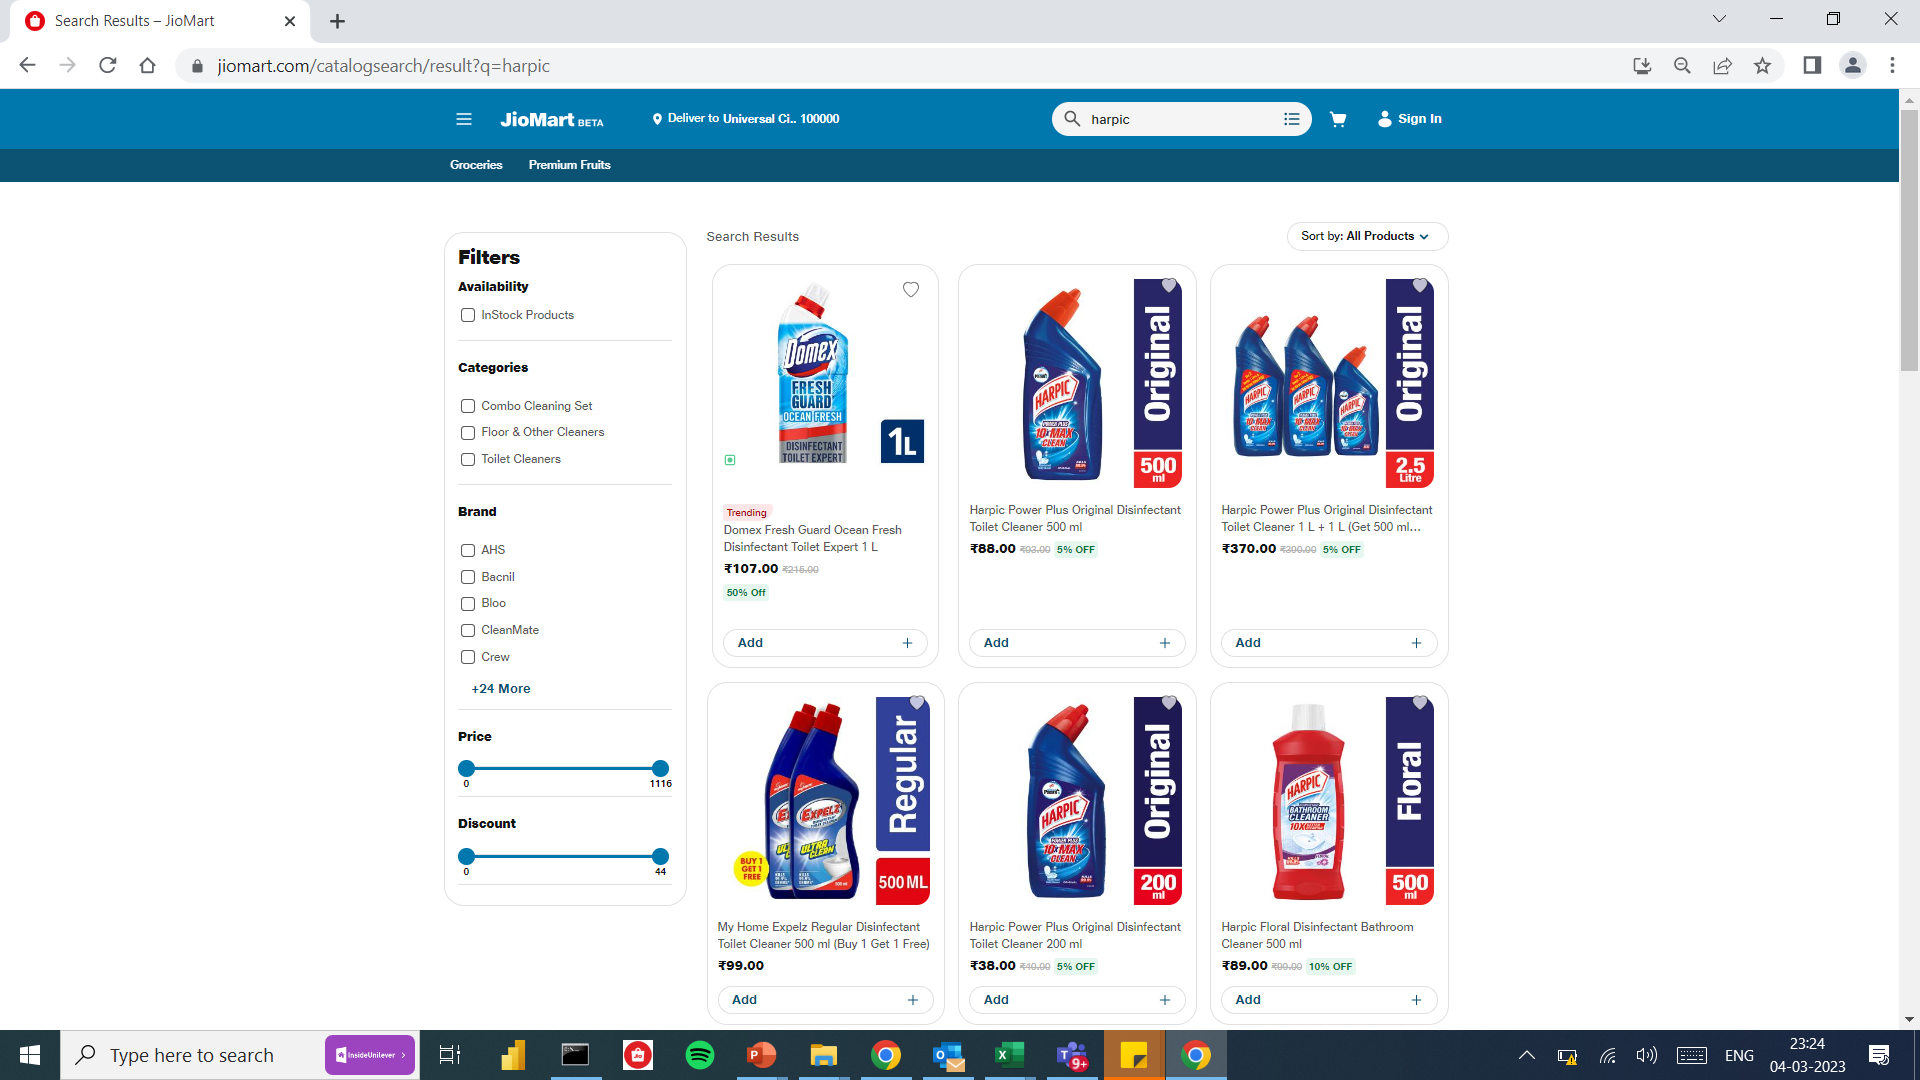 Search Results – JioMart
jiomart.com/catalogsearch/result?q=harpic
JioMart BETA
Deliver to Universal Ci.. 100000
harpic
Sign In
Groceries
Premium Fruits
Filters
Availability
InStock Products
Categories
Combo Cleaning Set
Floor & Other Cleaners
Toilet Cleaners
Brand
AHS
Bacnil
Bloo
CleanMate
Crew
+24 More
Price
0
1116
Discount
0
44
Search Results
Sort by: All Products
Domex
FRESH
GUARD
OCEAN FRESH
DISINFECTANT
TOILET EXPERT
1L
Trending
Domex Fresh Guard Ocean Fresh
Disinfectant Toilet Expert 1 L
₹107.00 ₹215.00
50% Off
Add
HARPIC
POWER PLUS
10xMAX
CLEAN
Original
500
ml
Harpic Power Plus Original Disinfectant
Toilet Cleaner 500 ml
₹88.00 ₹93.00 5% OFF
Add
HARPIC
HARPIC
HARPIC
Original
2.5
Litre
Harpic Power Plus Original Disinfectant
Toilet Cleaner 1 L + 1 L (Get 500 ml...
₹370.00 ₹390.00 5% OFF
Add
EXPELZ
ULTRA
CLEAN
BUY 1
GET 1
FREE
Regular
500 ML
My Home Expelz Regular Disinfectant
Toilet Cleaner 500 ml (Buy 1 Get 1 Free)
₹99.00
Add
HARPIC
POWER PLUS
10xMAX
CLEAN
Original
200
ml
Harpic Power Plus Original Disinfectant
Toilet Cleaner 200 ml
₹38.00 ₹40.00 5% OFF
Add
HARPIC
BATHROOM
CLEANER
10X
Floral
500
ml
Harpic Floral Disinfectant Bathroom
Cleaner 500 ml
₹89.00 ₹99.00 10% OFF
Add
Type here to search
InsideUnilever
9+
ENG
23:24
04-03-2023